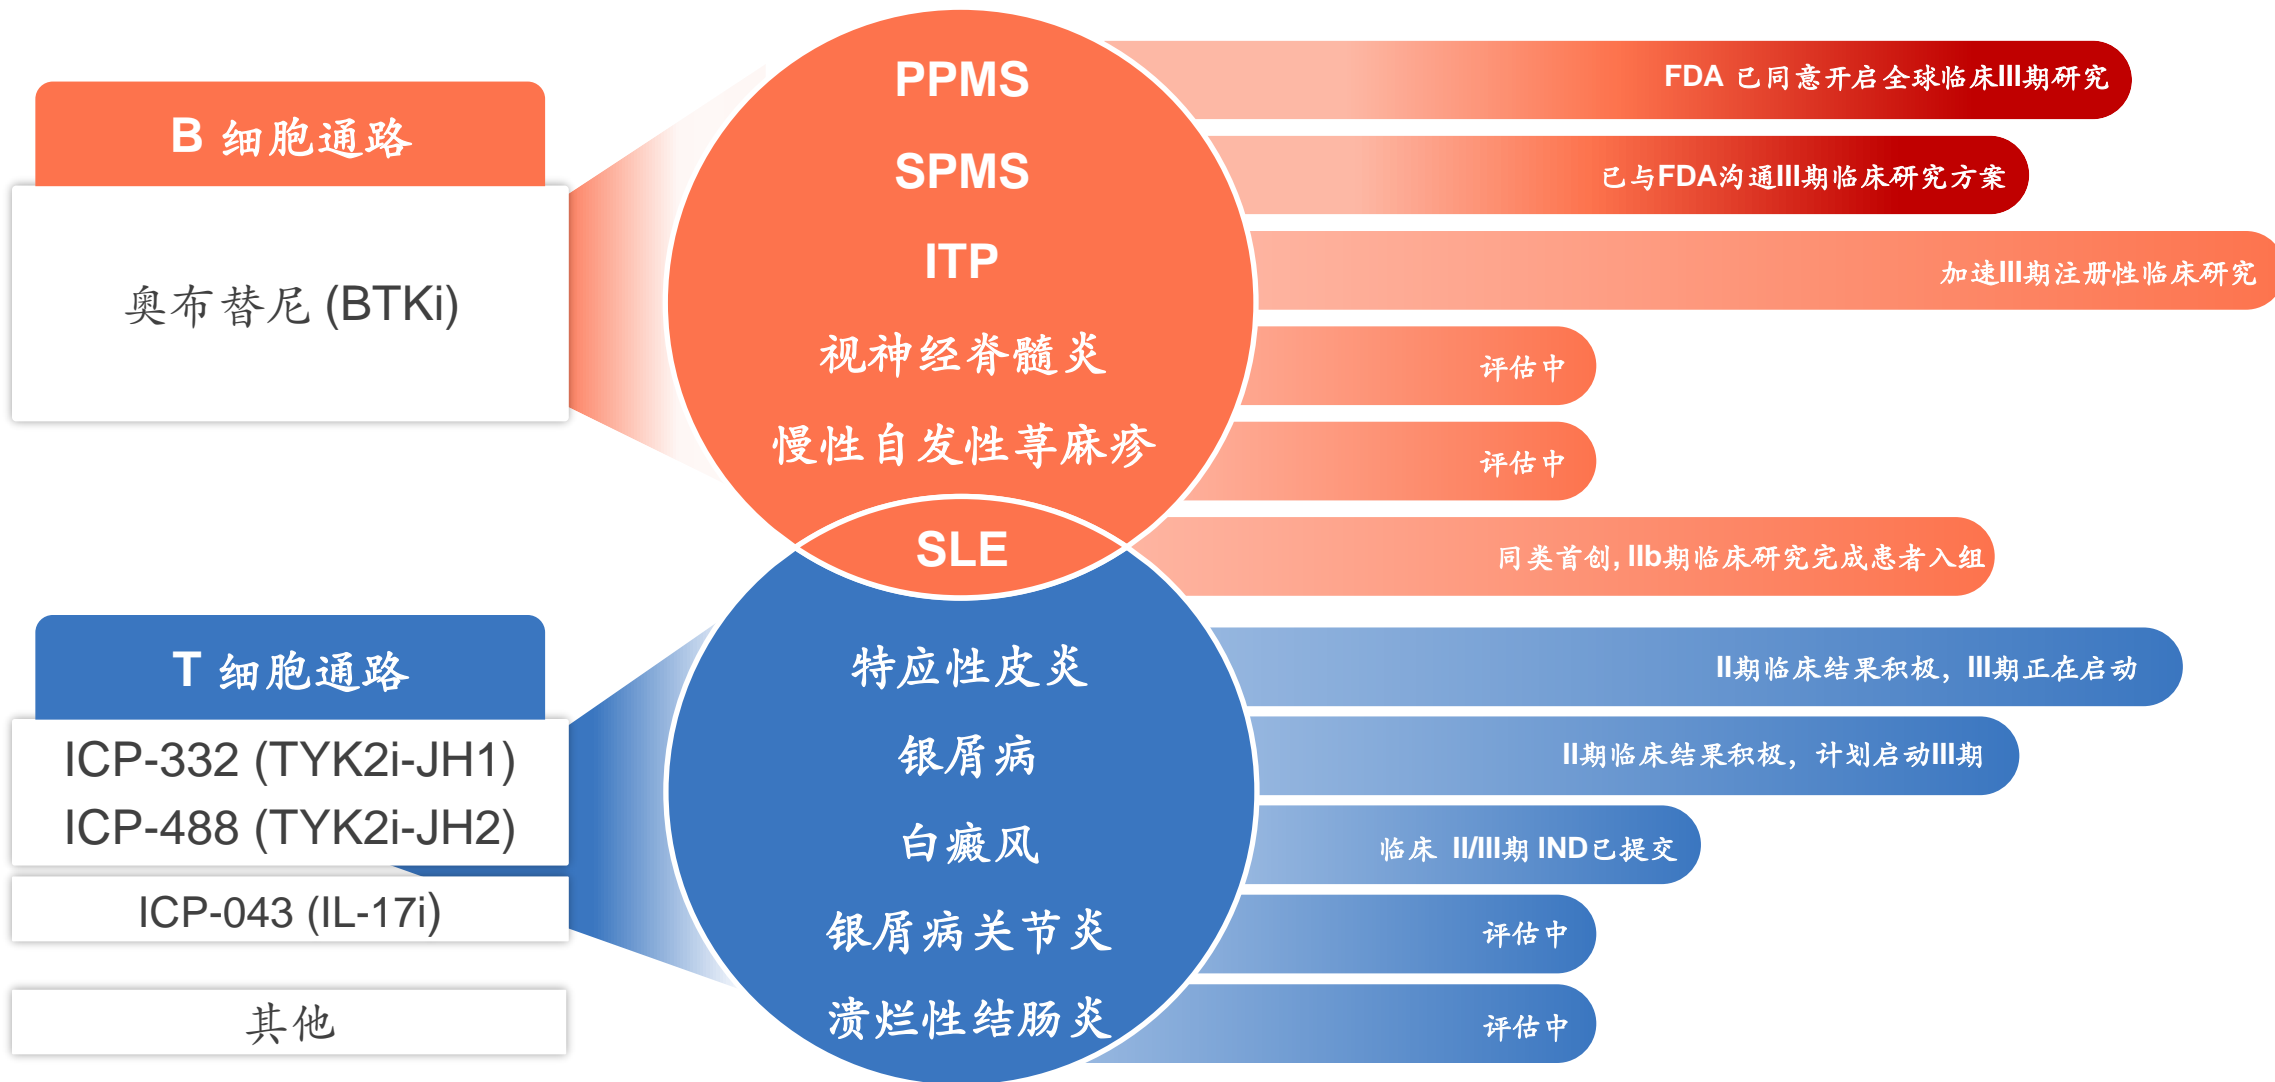 B 细胞通路
奥布替尼 (BTKi)
PPMS
SPMS
ITP
视神经脊髓炎
慢性自发性荨麻疹
SLE
FDA 已同意开启全球临床III期研究
已与FDA沟通III期临床研究方案
加速III期注册性临床研究
评估中
评估中
同类首创, IIb期临床研究完成患者入组
T 细胞通路
ICP-332 (TYK2i-JH1)
ICP-488 (TYK2i-JH2)
ICP-043 (IL-17i)
其他
特应性皮炎
银屑病
白癜风
银屑病关节炎
溃烂性结肠炎
II期临床结果积极，III期正在启动
II期临床结果积极，计划启动III期
临床 II/III期 IND已提交
评估中
评估中